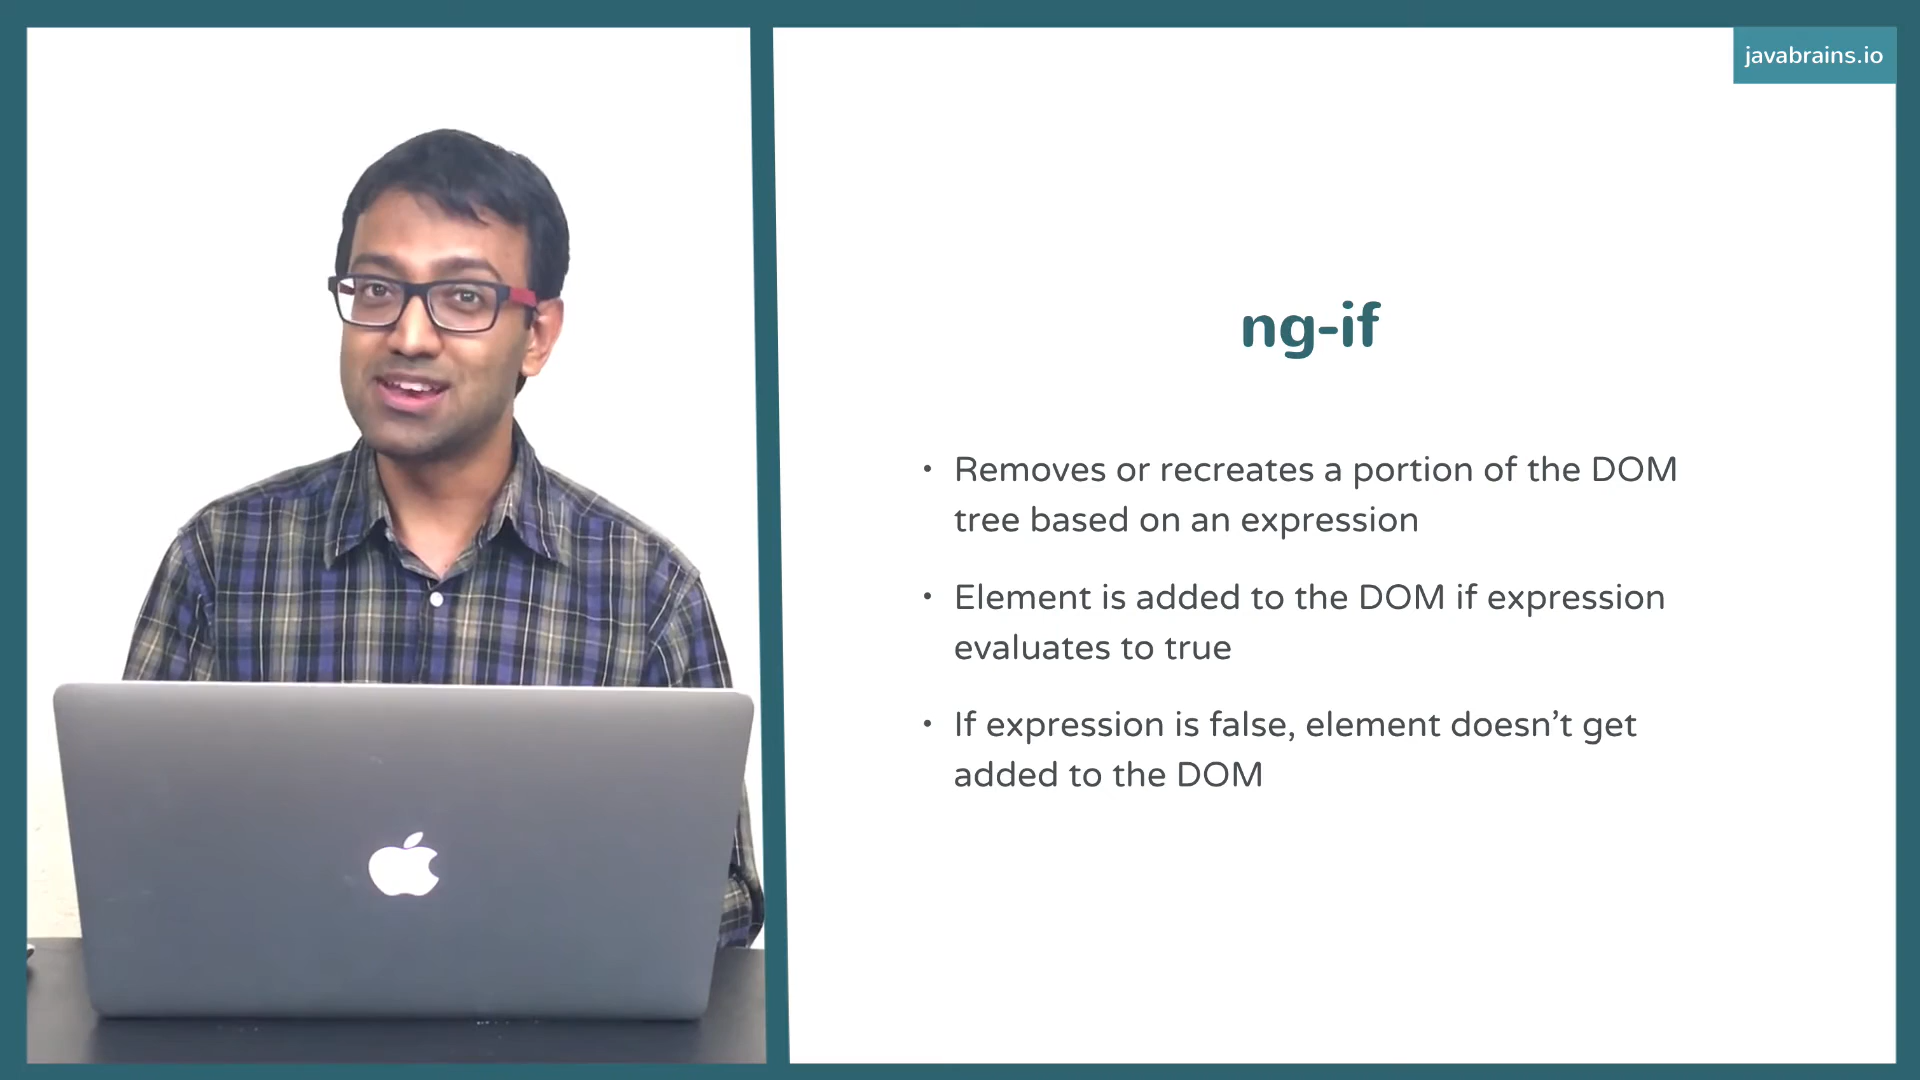 javabrains.io
ng-if
• Removes or recreates a portion of the DOM
tree based on an expression
• Element is added to the DOM if expression
evaluates to true
• If expression is false, element doesn’t get
added to the DOM